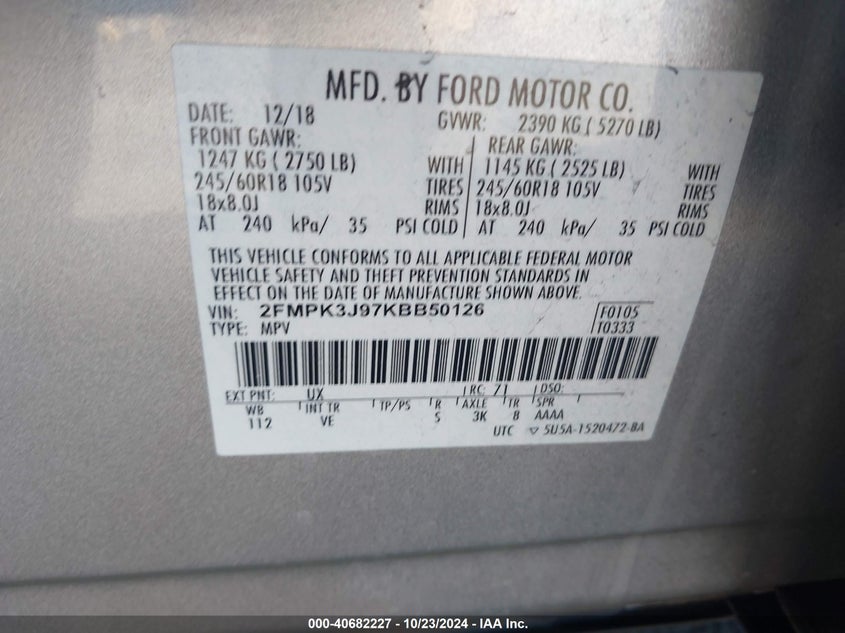 MFD. BY FORD MOTOR CO.
DATE: 12/18 GVWR: 2390 KG ( 5270 LB)
FRONT GAWR: REAR GAWR:
1247 KG ( 2750 LB) WITH 1145 KG ( 2525 LB) WITH
245/60R18 105V TIRES 245/60R18 105V TIRES
18x8.0J RIMS 18x8.0J RIMS
AT 240 kPa/ 35 PSI COLD AT 240 kPa/ 35 PSI COLD
THIS VEHICLE CONFORMS TO ALL APPLICABLE FEDERAL MOTOR
VEHICLE SAFETY AND THEFT PREVENTION STANDARDS IN
EFFECT ON THE DATE OF MANUFACTURE SHOWN ABOVE.
VIN: 2FMPK3J97KBB50126 F0105
TYPE: MPV T0333
EXT PNT: UX RC: 71 DSO:
WB INT TR TP/PS R AXLE TR SPR
112 VE S 3K 8 AAAA
UTC ▽ 5U5A-1520472-BA
000-40682227 - 10/23/2024 - IAA Inc.